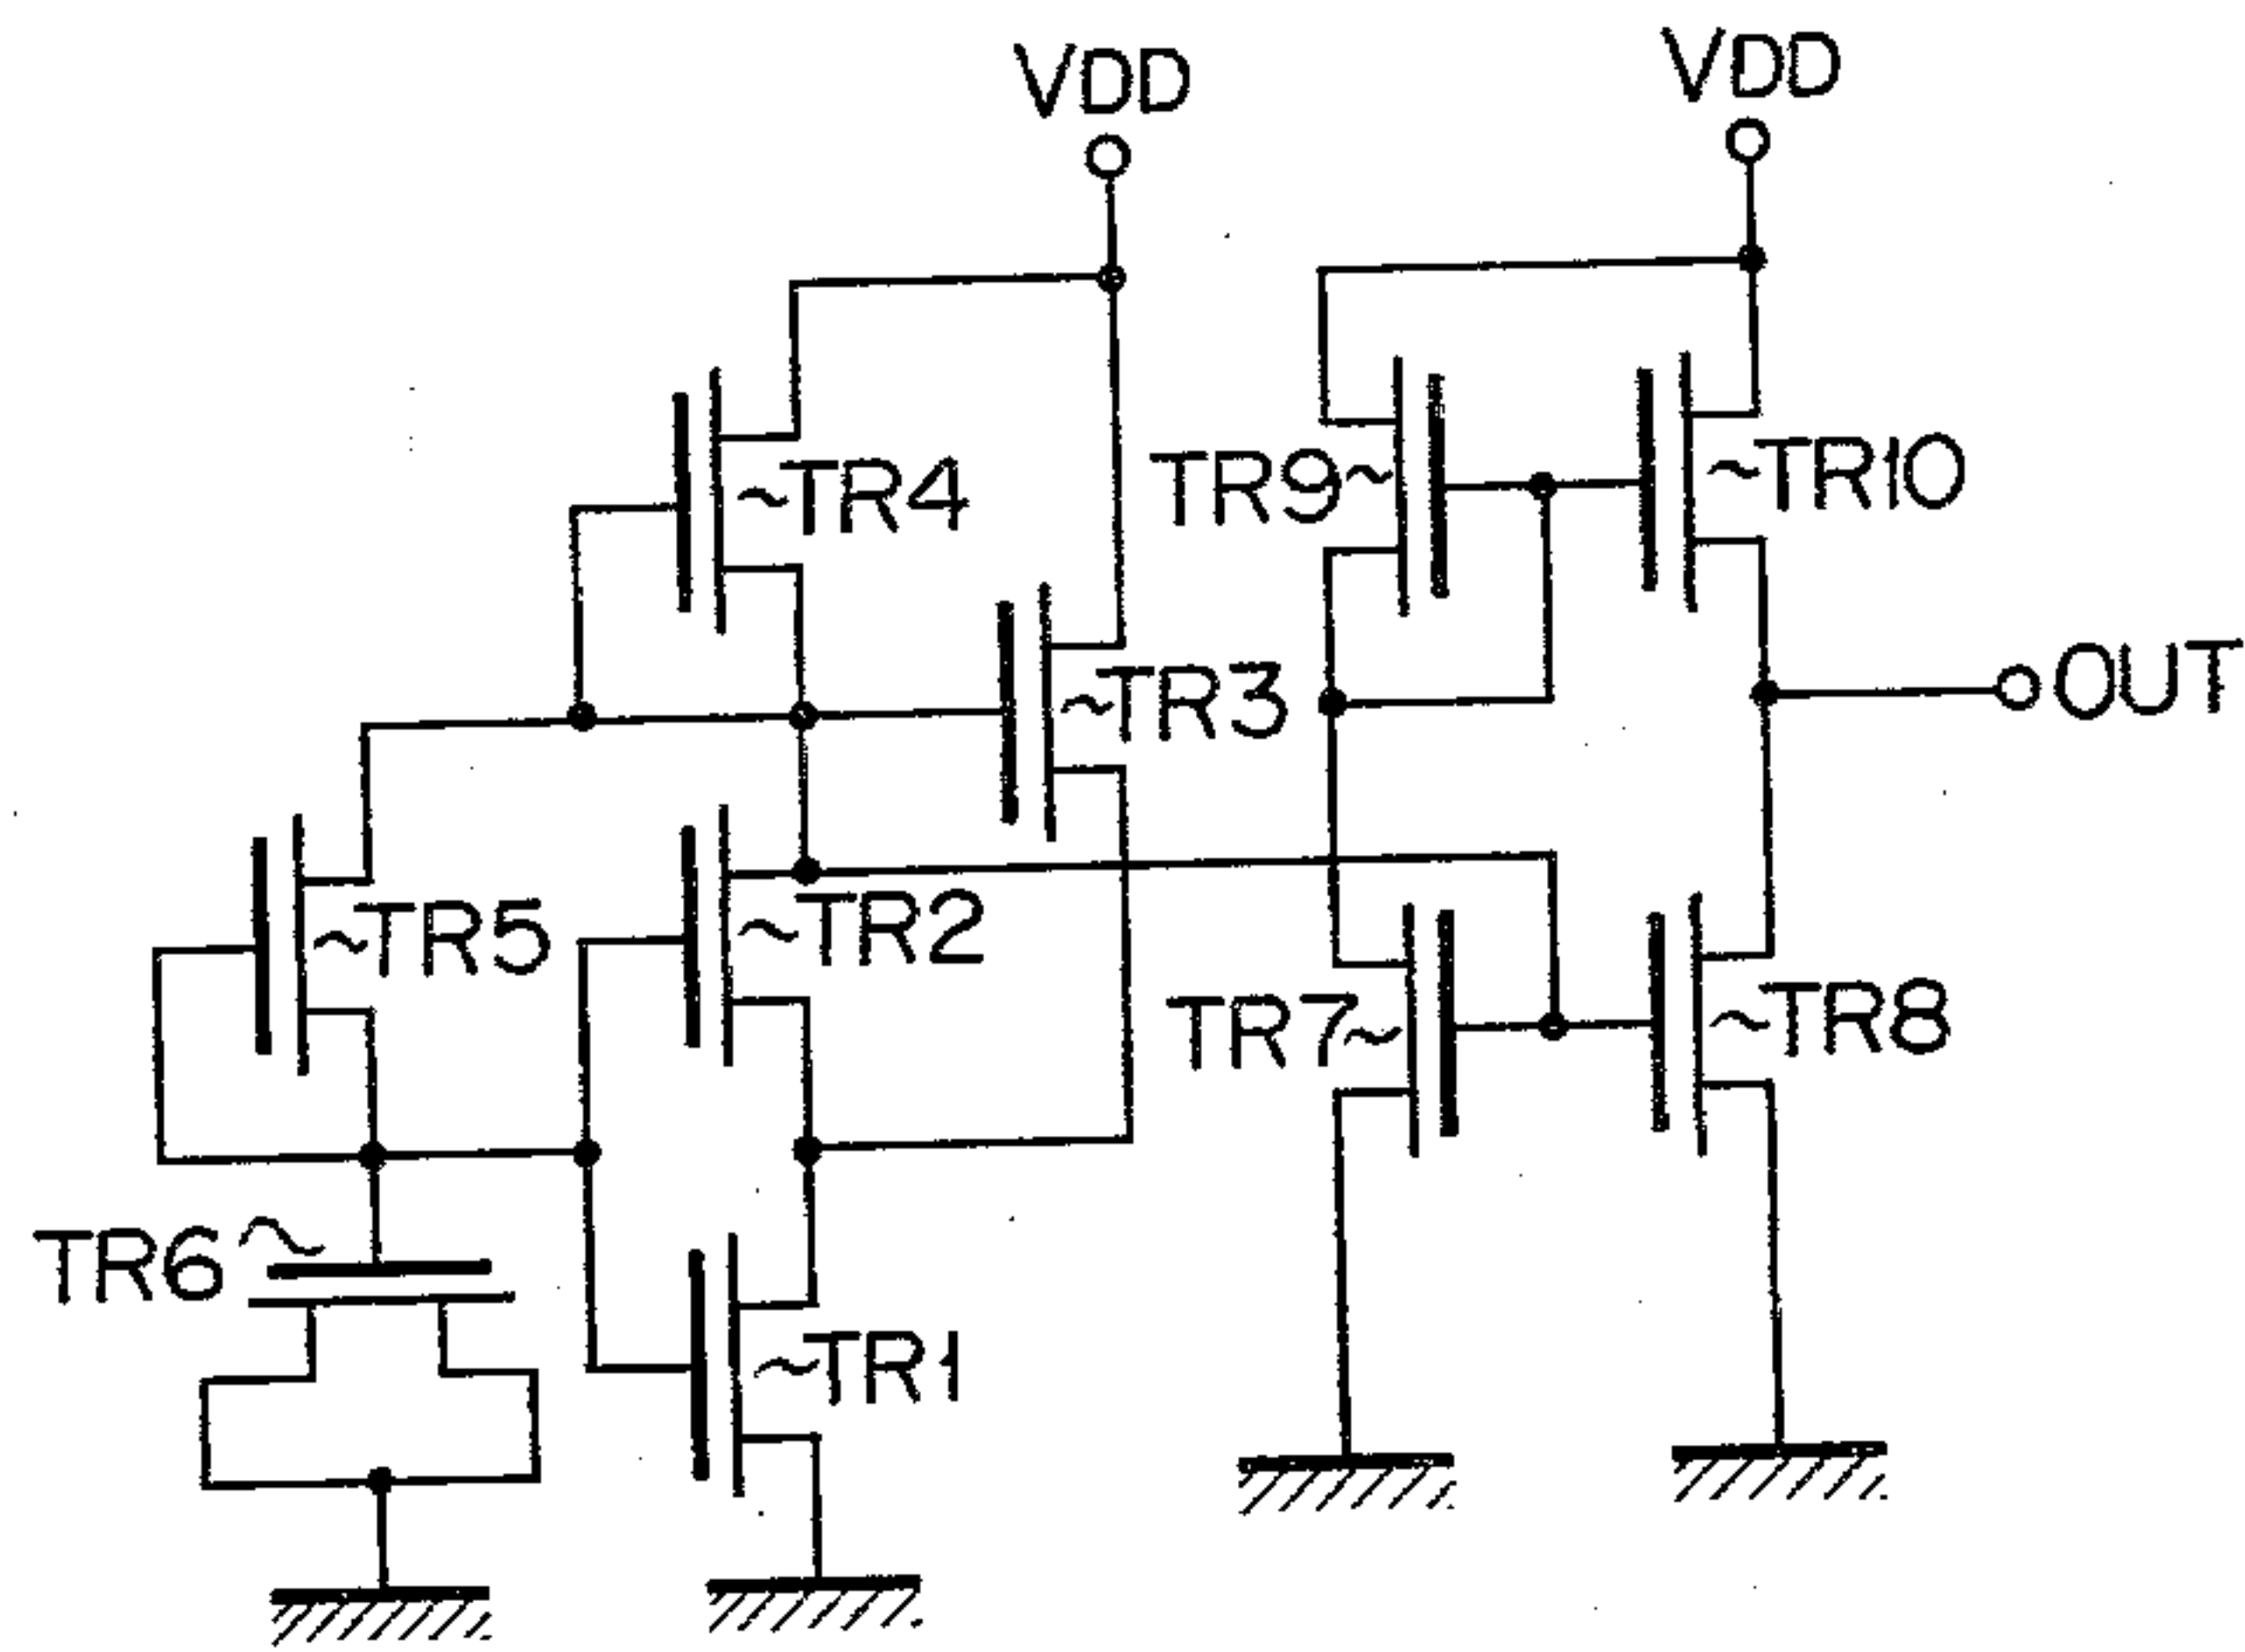 VDD
VDD
~TR4
TR9~
~TR10
~TR3
OUT
~TR5
~TR2
TR7~
~TR8
TR6~
~TR1